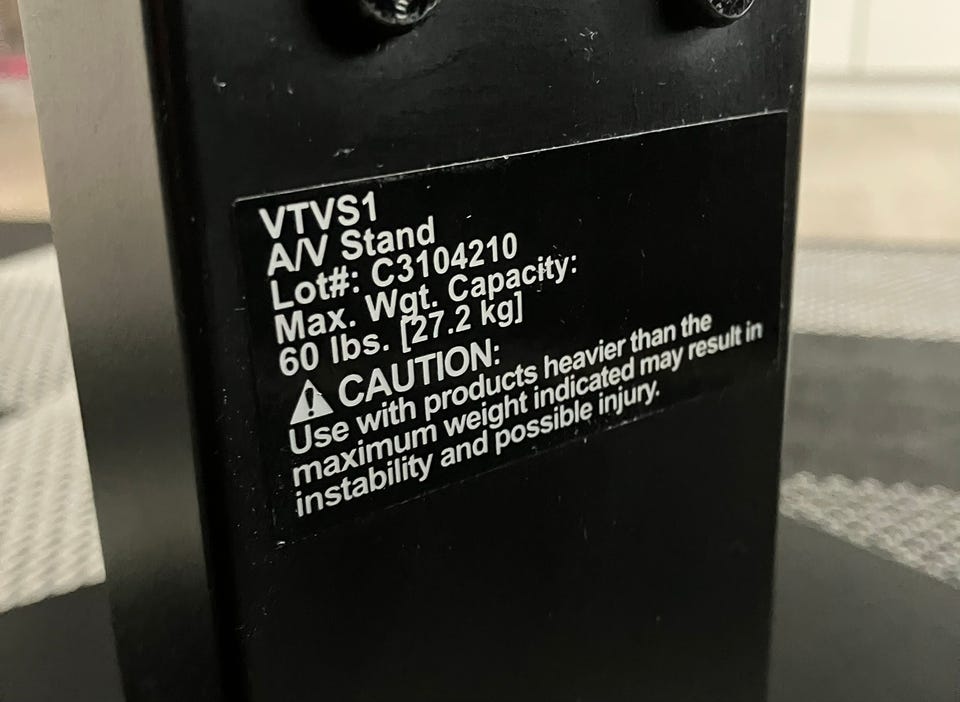 VTVS1
A/V Stand
Lot#: C3104210
Max. Wgt. Capacity:
60 lbs. [27.2 kg]
⚠ CAUTION:
Use with products heavier than the
maximum weight indicated may result in
instability and possible injury.